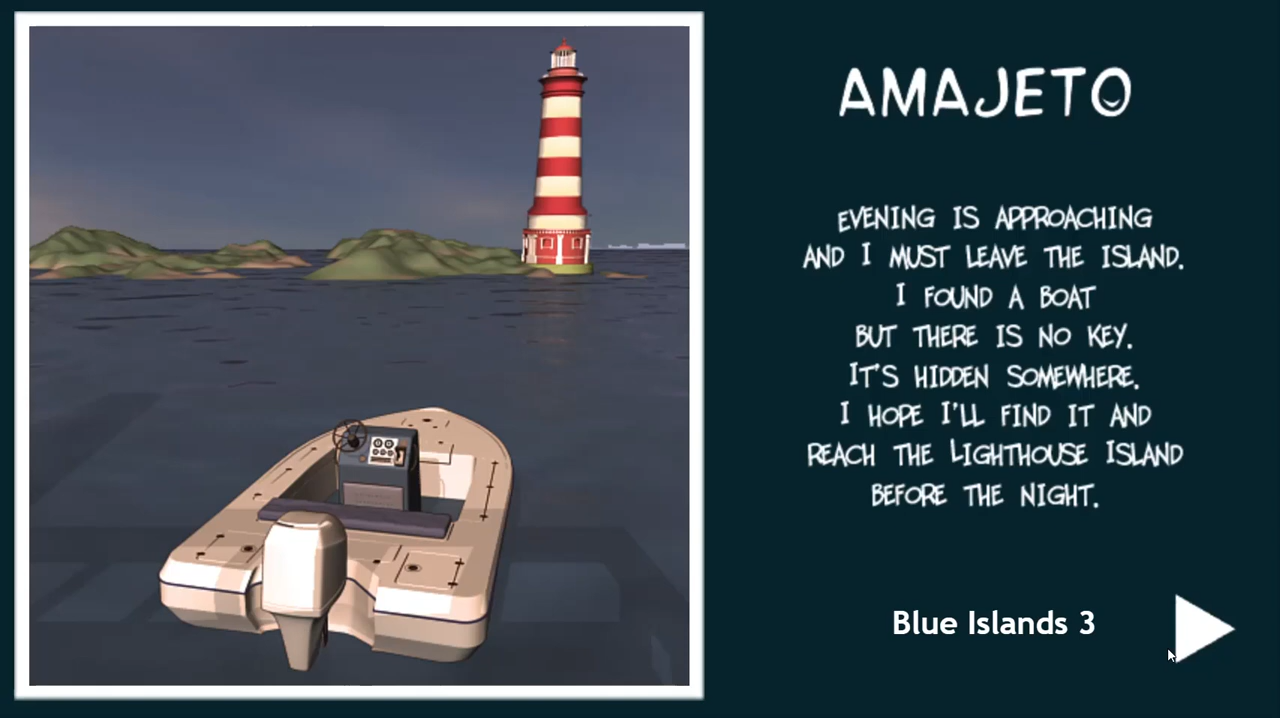 AMAJETO
EVENING IS APPROACHING
AND I MUST LEAVE THE ISLAND.
I FOUND A BOAT
BUT THERE IS NO KEY.
IT'S HIDDEN SOMEWHERE.
I HOPE I'LL FIND IT AND
REACH THE LIGHTHOUSE ISLAND
BEFORE THE NIGHT.
Blue Islands 3